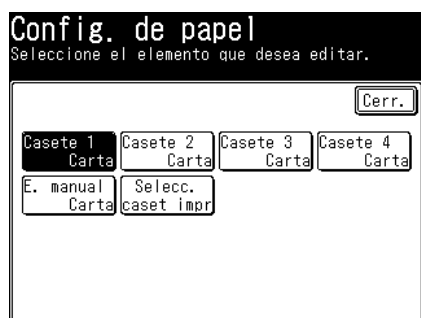 Config. de papel
Seleccione el elemento que desea editar.
Cerr.
Casete 1 Casete 2 Casete 3 Casete 4
Carta Carta Carta Carta
E. manual Selecc.
Carta caset impr